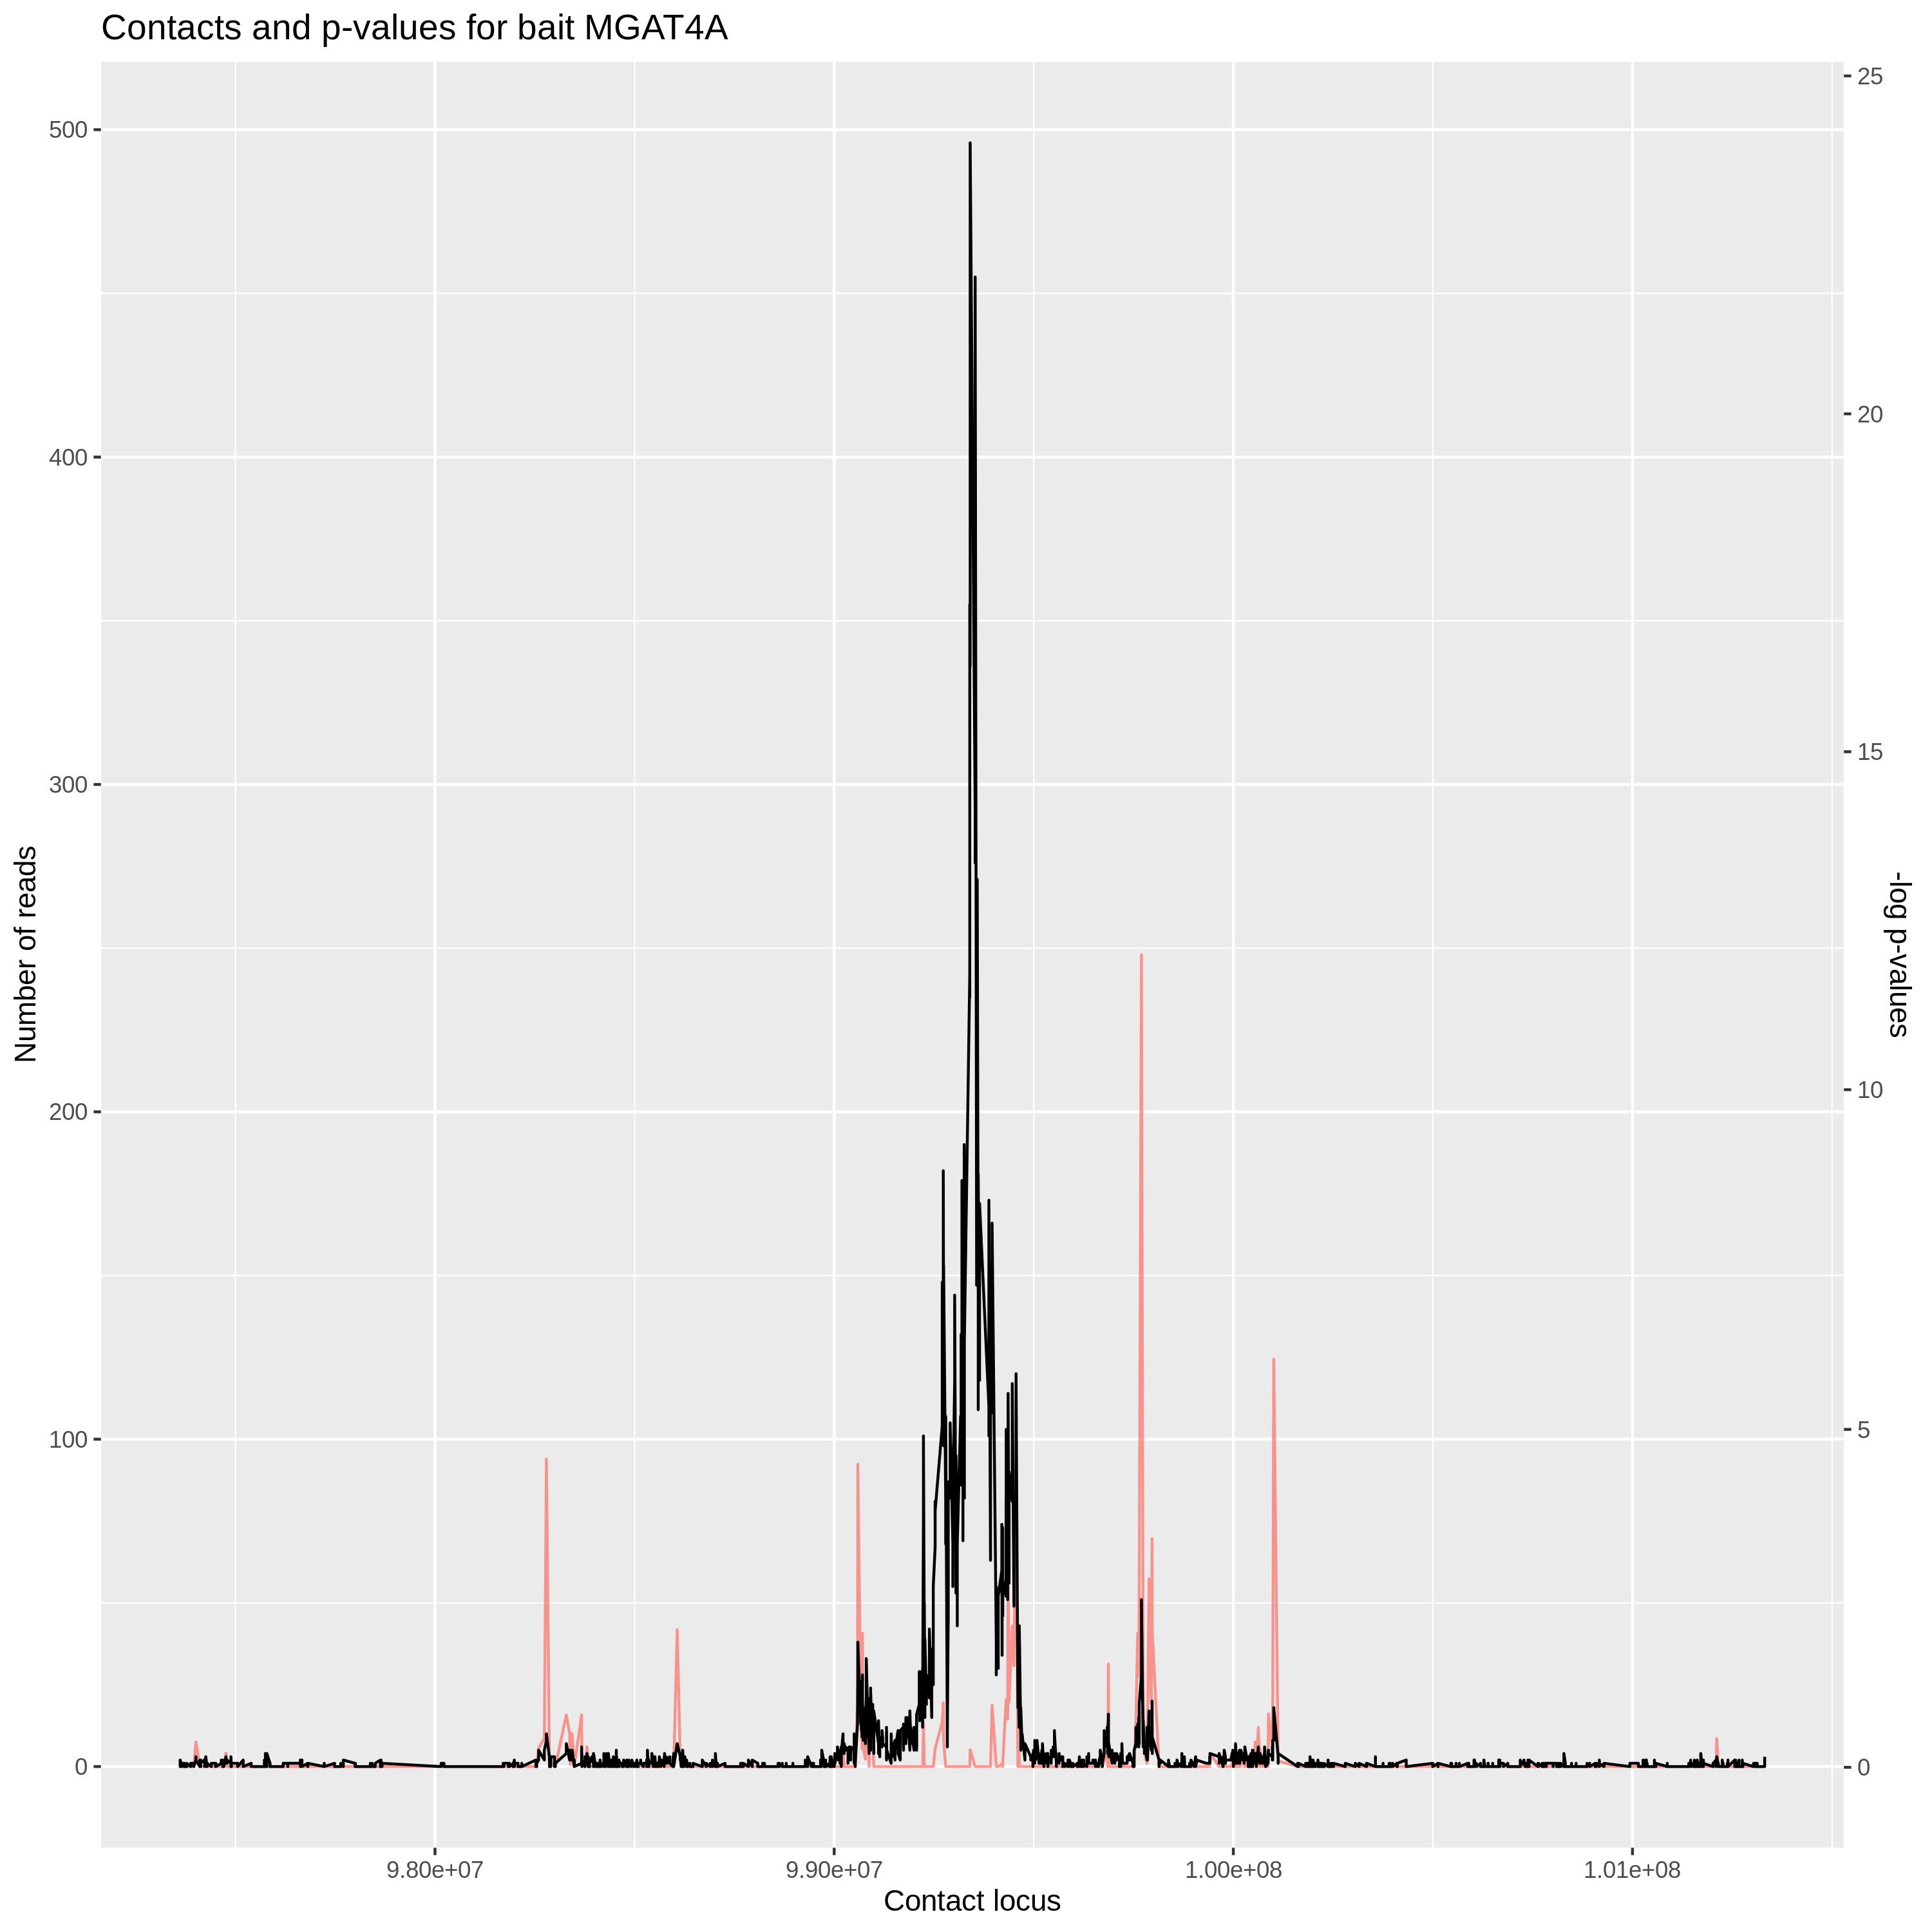 Contacts and p-values for bait MGAT4A
500
400
300
200
100
0
Number of reads
25
20
15
10
5
0
-log p-values
9.80e+07
9.90e+07
1.00e+08
1.01e+08
Contact locus